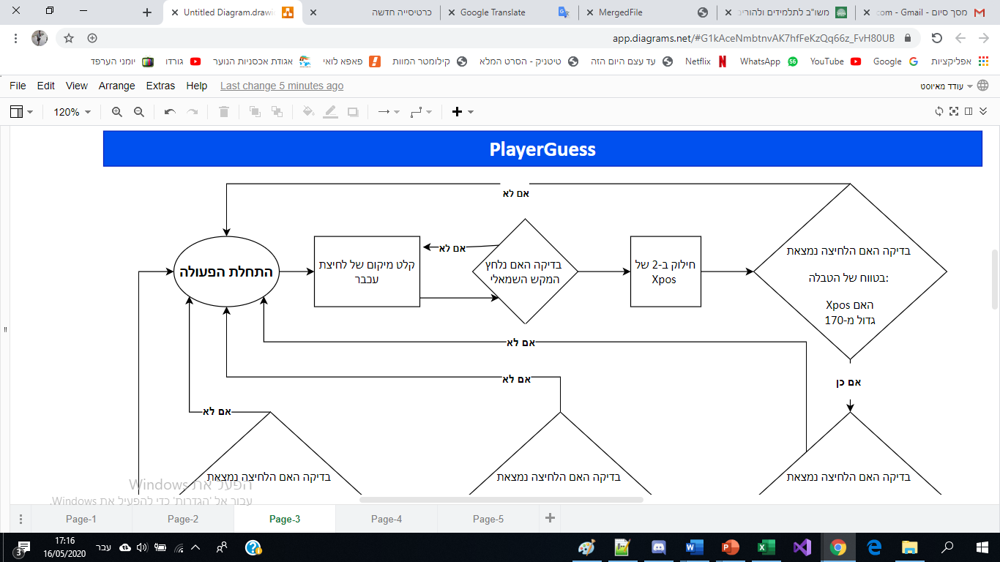 Untitled Diagram.drawi
כרטיסייה חדשה
Google Translate
MergedFile
משו"ב לתלמידים ולהורים
מסך סיום - com - Gmail
app.diagrams.net/#G1kAceNmbtnvAK7hfFeKzQq66z_FvH80UB
אפליקציות
Google
YouTube
WhatsApp
Netflix
עד עצם היום הזה
טיטניק - הסרט המלא
קילומטר המוות
פאפא לואי
אגודת אכסניות הנוער
גורדו
יומני הערפד
File Edit View Arrange Extras Help Last change 5 minutes ago
עודד מאיוסט
120%
PlayerGuess
אם לא
התחלת הפעולה
קלט מיקום של לחיצת
עכבר
אם לא
בדיקה האם נלחץ
המקש השמאלי
חילוק ב-2 של
Xpos
בדיקה האם הלחיצה נמצאת
בטווח של הטבלה:
האם Xpos
גדול מ-170
אם לא
אם לא
אם לא
אם כן
בדיקה האם הלחיצה נמצאת
בדיקה האם הלחיצה נמצאת
בדיקה האם הלחיצה נמצאת
הפעל את Windows
עבור אל 'הגדרות' כדי להפעיל את Windows.
Page-1 Page-2 Page-3 Page-4 Page-5
3
17:16
16/05/2020
עבר